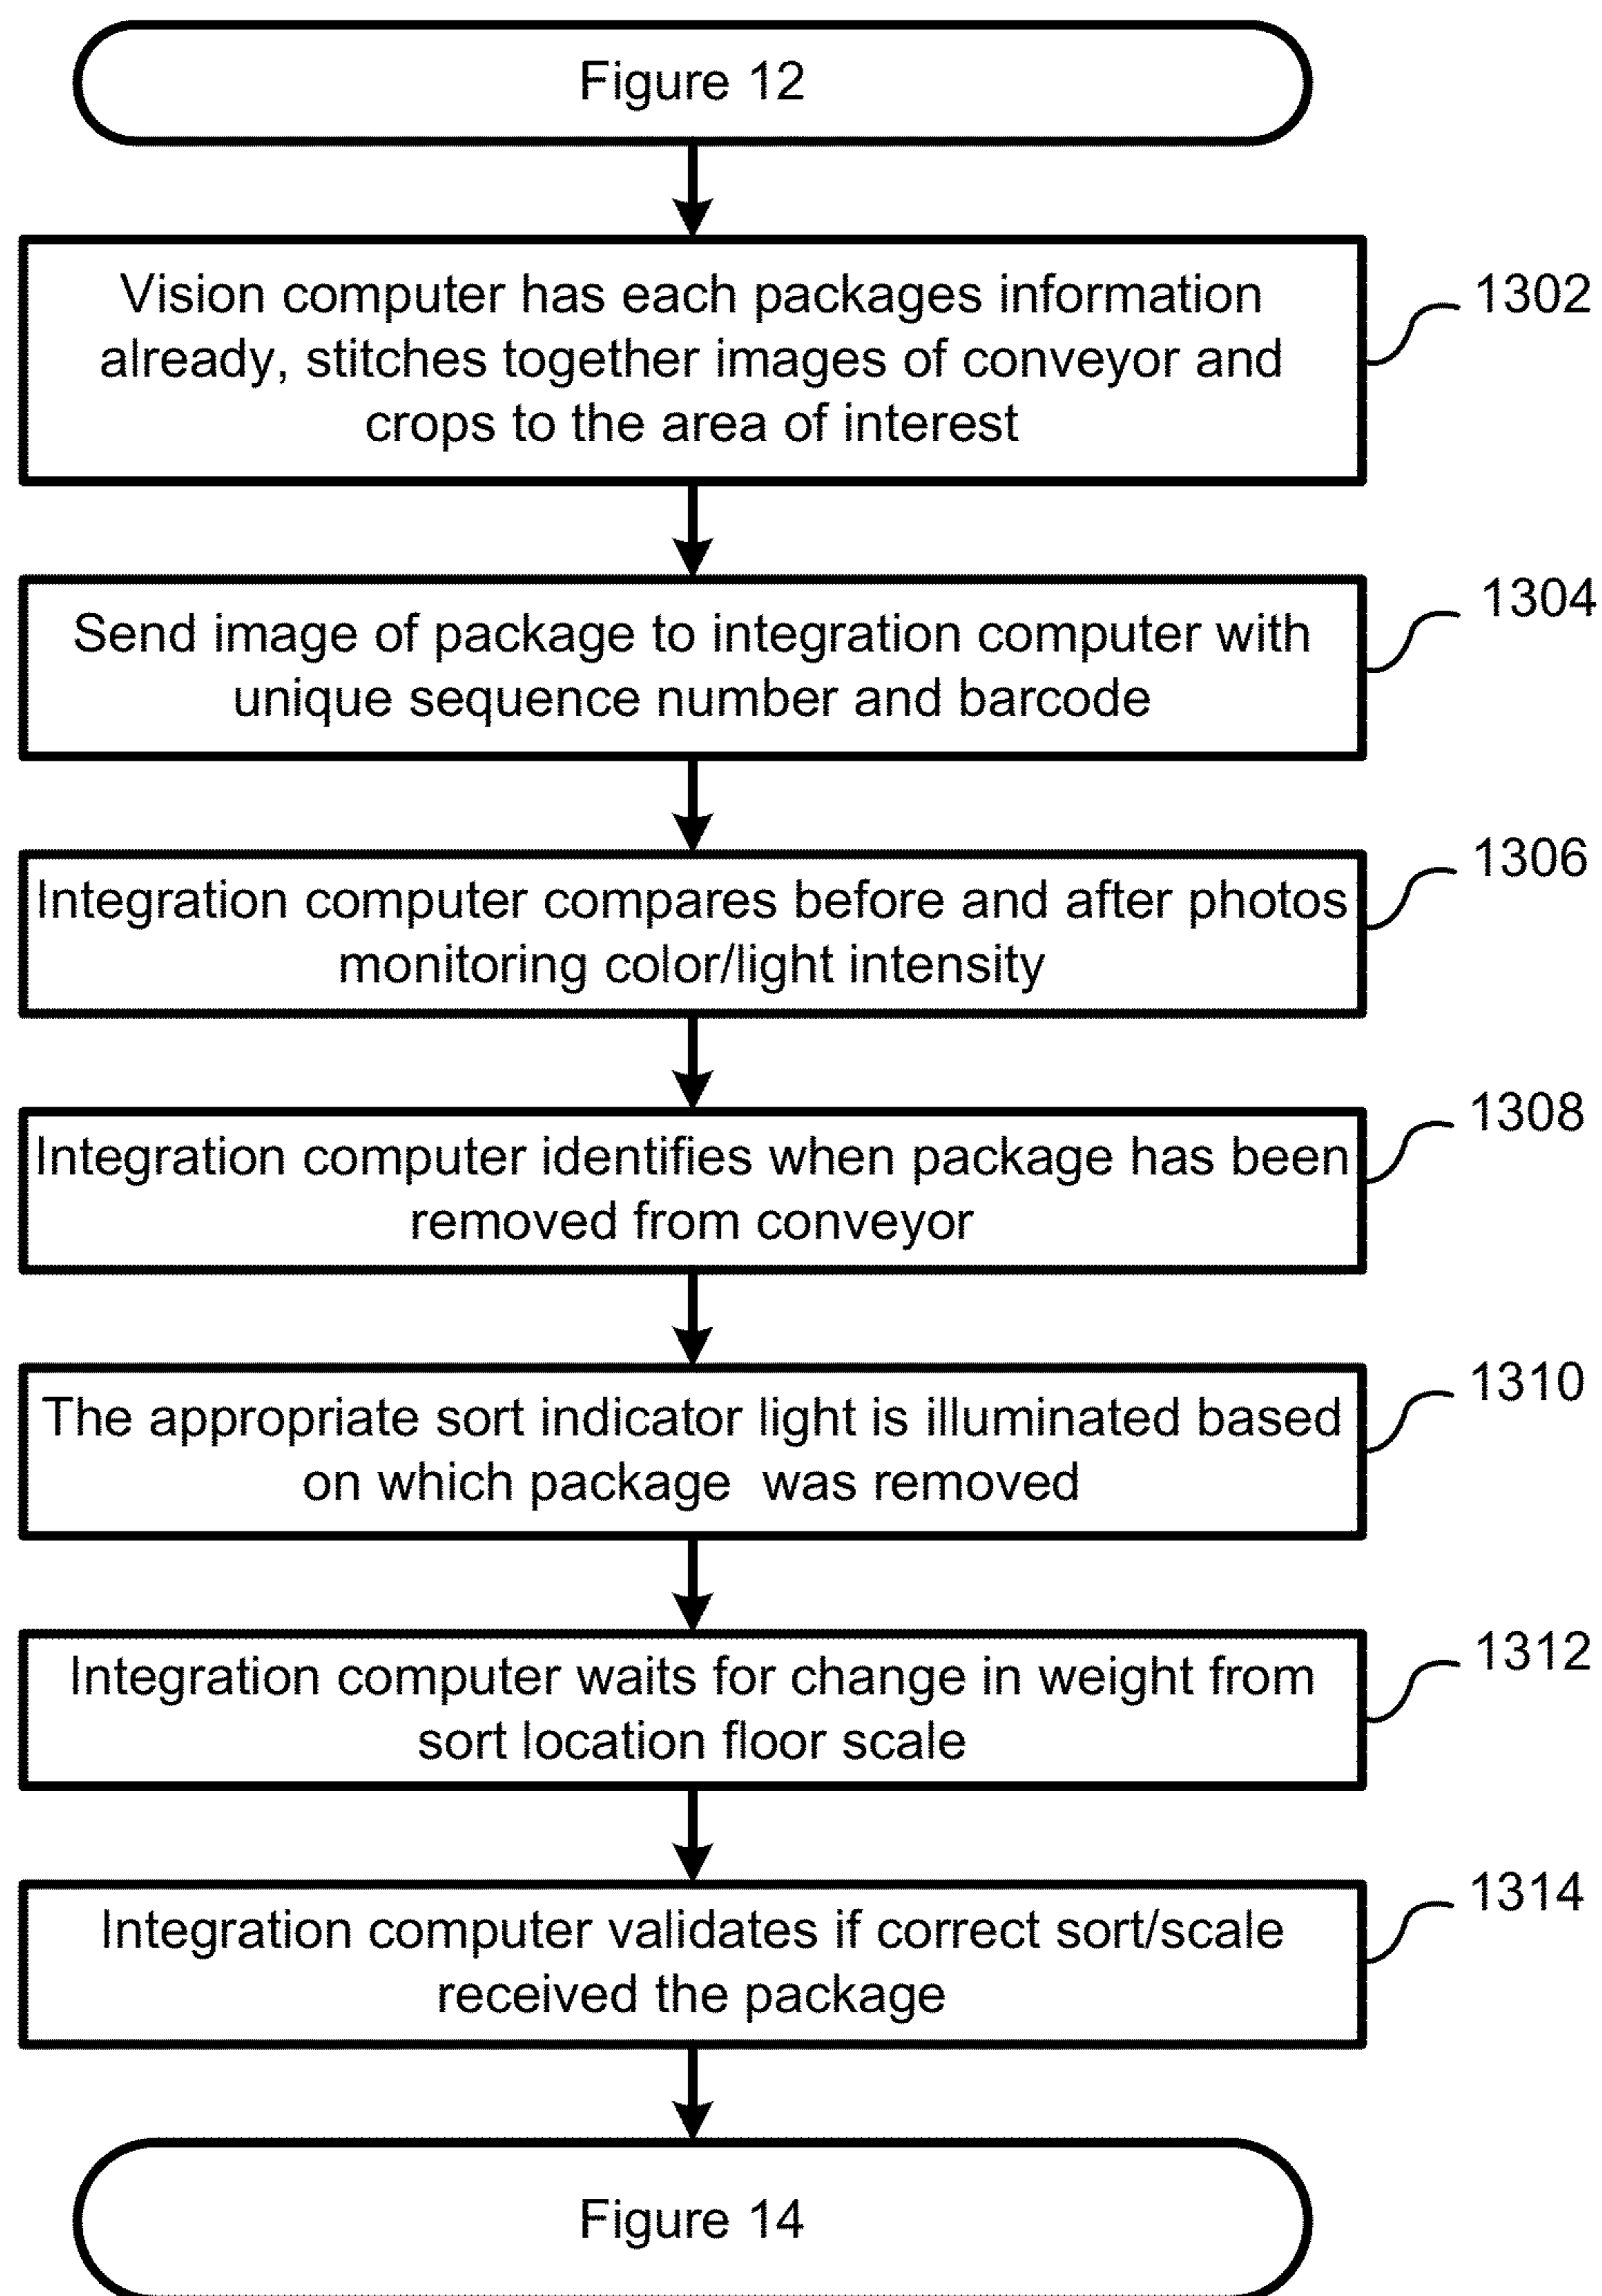 Figure 12
Vision computer has each packages information
already, stitches together images of conveyor and
crops to the area of interest
1302
Send image of package to integration computer with
unique sequence number and barcode
1304
Integration computer compares before and after photos
monitoring color/light intensity
1306
Integration computer identifies when package has been
removed from conveyor
1308
The appropriate sort indicator light is illuminated based
on which package  was removed
1310
Integration computer waits for change in weight from
sort location floor scale
1312
Integration computer validates if correct sort/scale
received the package
1314
Figure 14